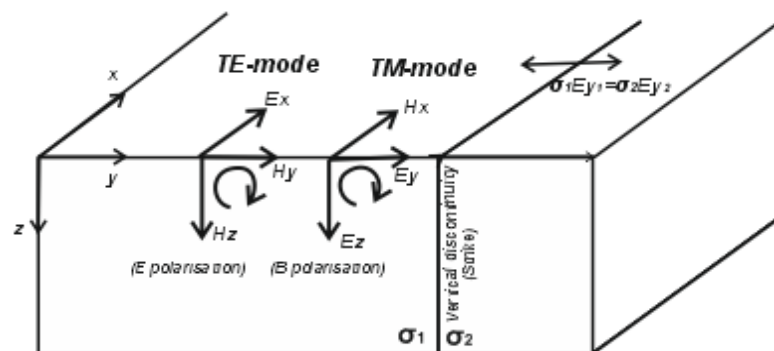 TE-mode
TM-mode
x
y
z
Ex
Hy
Hz
(E polarisation)
Hx
Ey
Ez
(B polarisation)
σ1Ey1=σ2Ey2
Vertical discontinuity
(Strike)
σ1
σ2